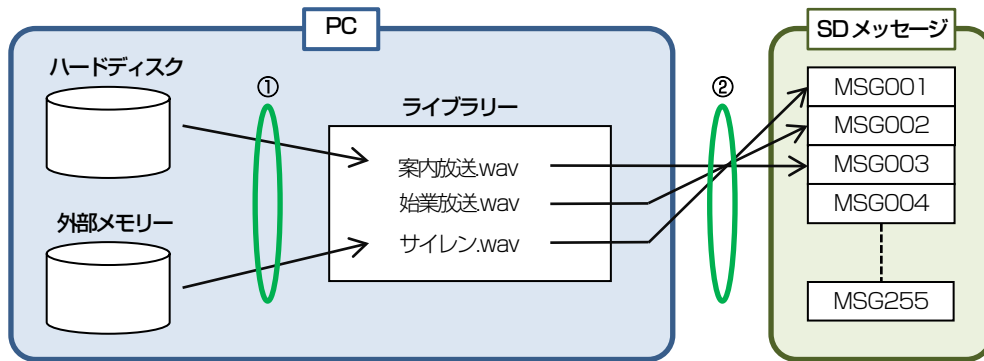 PC
SDメッセージ
ハードディスク
①
ライブラリー
②
案内放送.wav
始業放送.wav
サイレン.wav
外部メモリー
MSG001
MSG002
MSG003
MSG004
MSG255